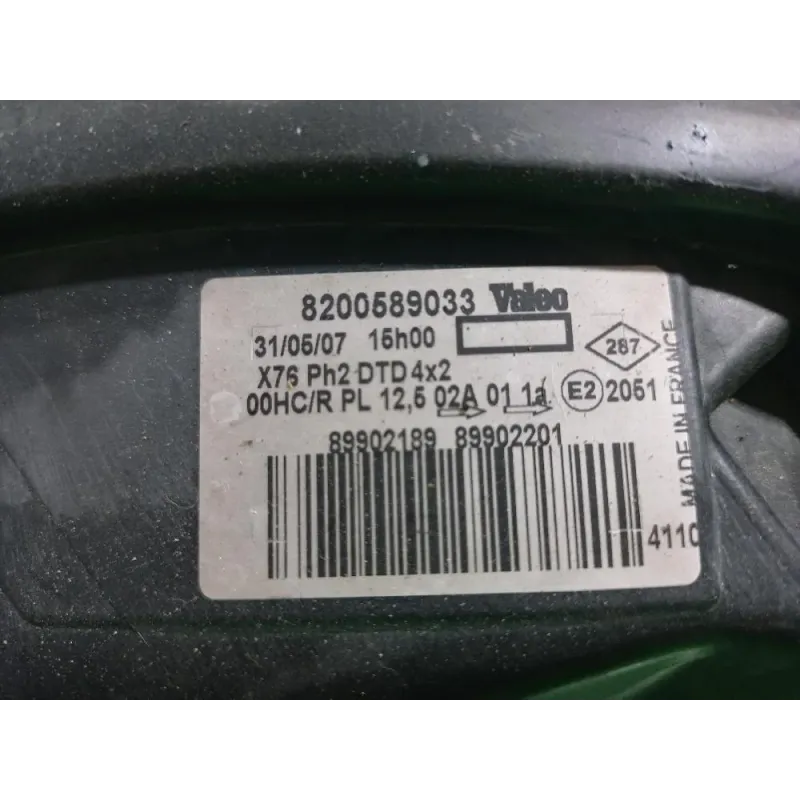 8200589033 Valeo
31/05/07 15h00
287
X76 Ph2 DTD 4x2
00HC/R PL 12,5 02A 01 1a E2 2051
89902189 89902201
4110
MADE IN FRANCE